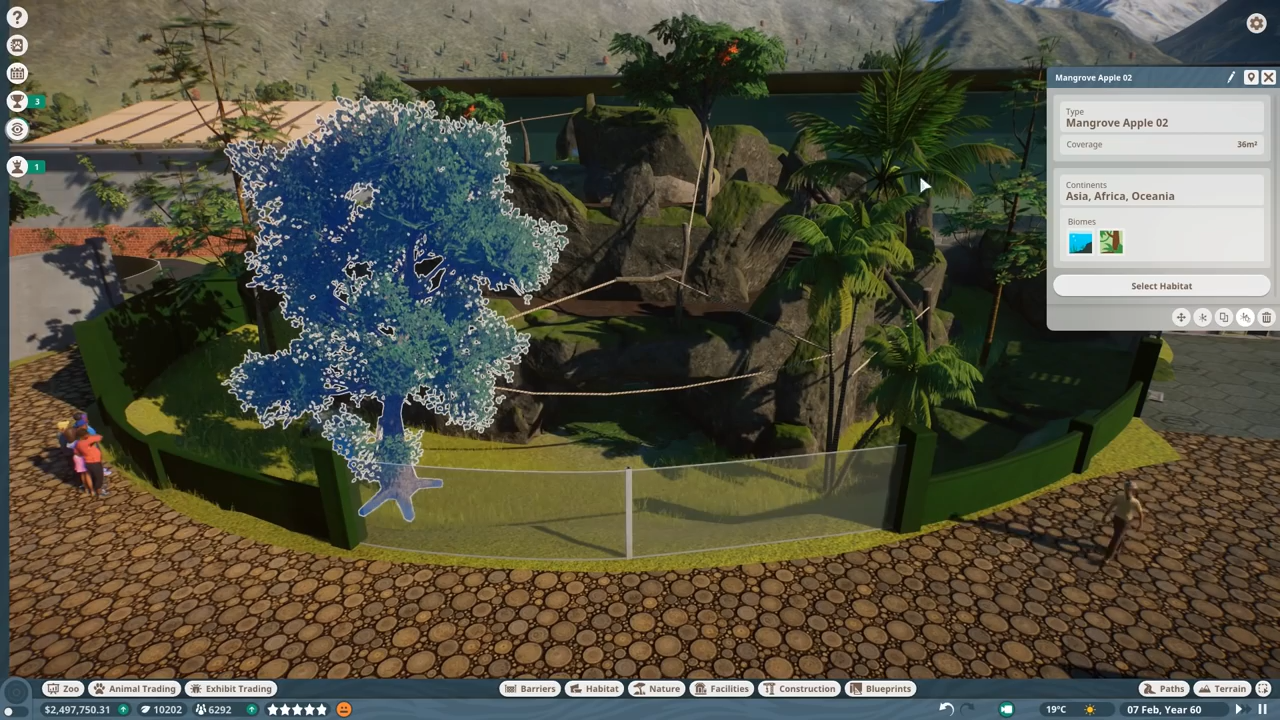 ?
3
1
Mangrove Apple 02
Type
Mangrove Apple 02
Coverage 36m²
Continents
Asia, Africa, Oceania
Biomes
Select Habitat
Zoo Animal Trading Exhibit Trading Barriers Habitat Nature Facilities Construction Blueprints Paths Terrain
$2,497,750.31 10202 6292 19°C 07 Feb, Year 60